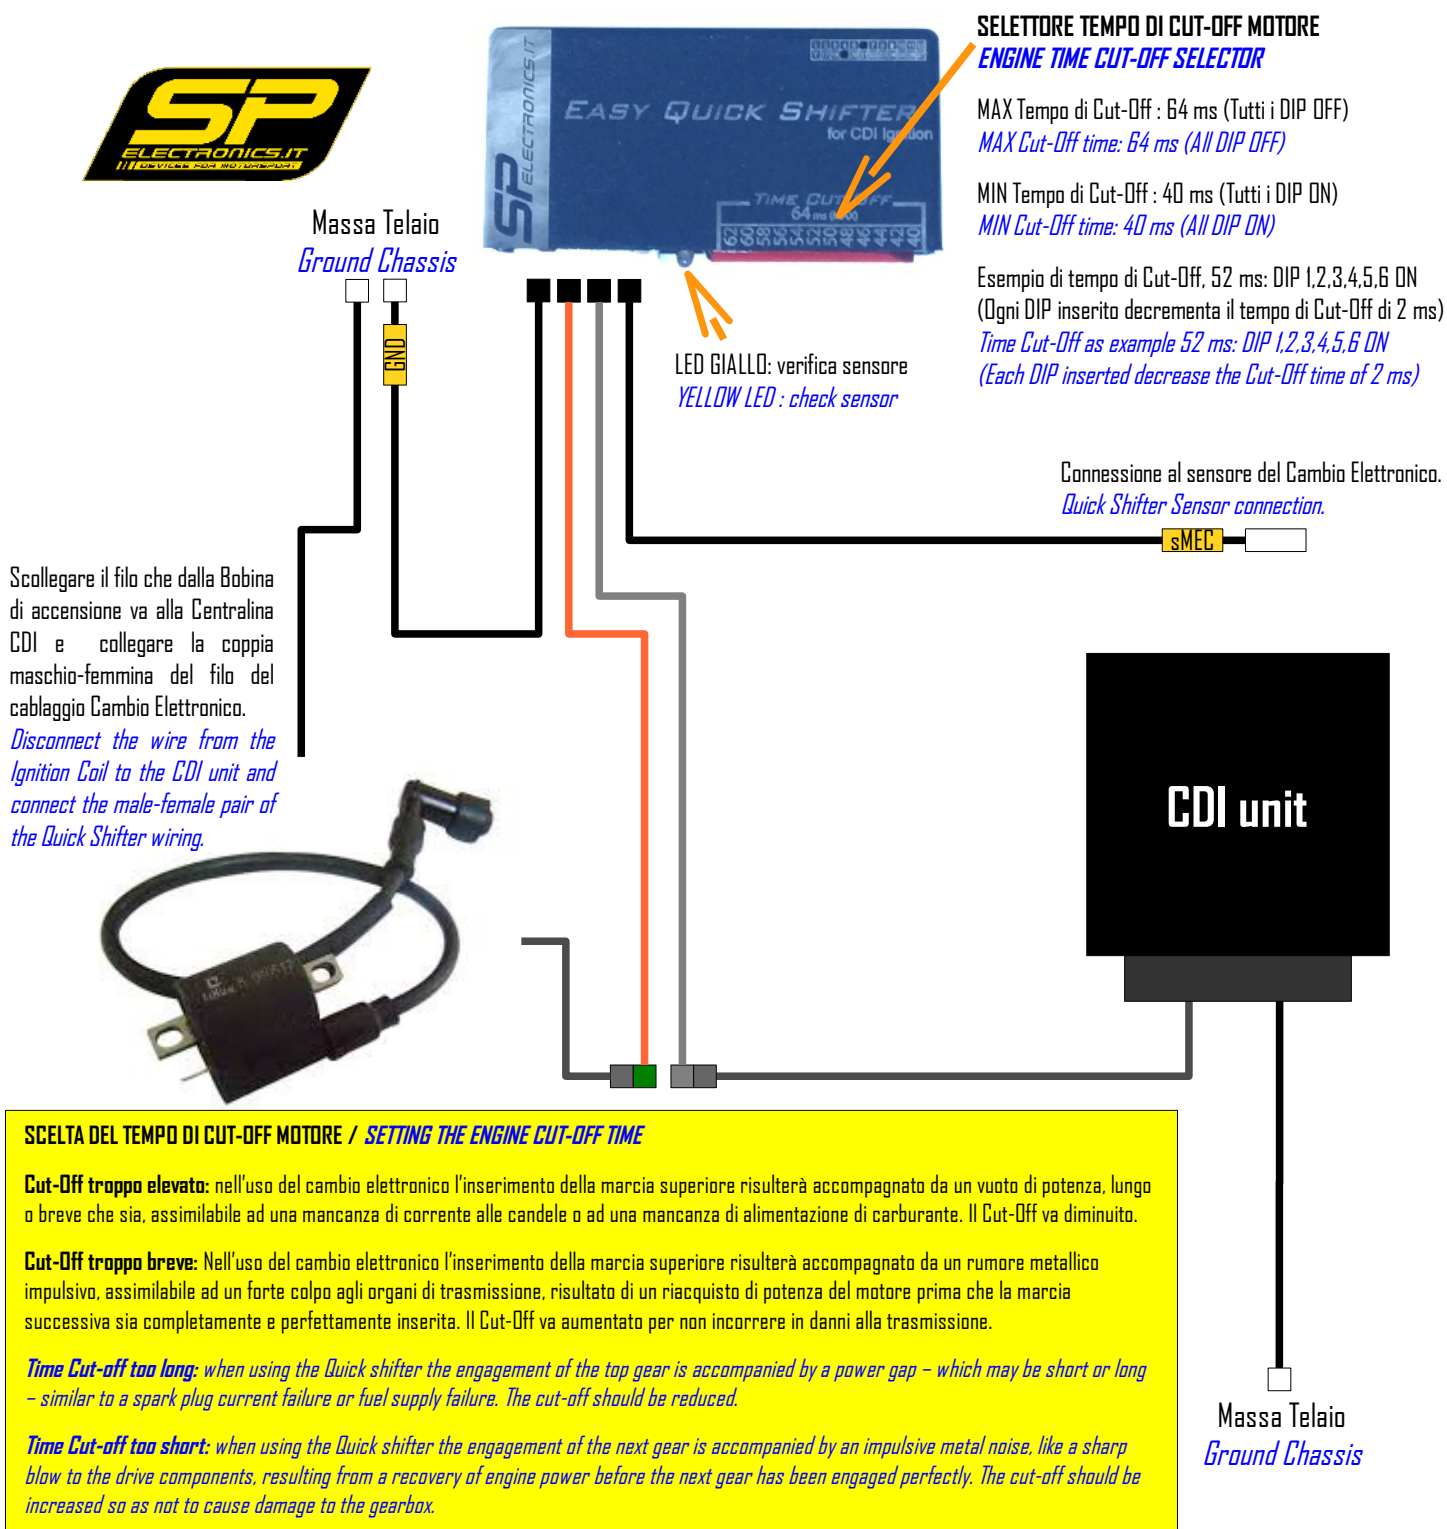 SP
ELECTRONICS.IT
DEVICES FOR MOTORSPORT
SP ELECTRONICS.IT
EASY QUICK SHIFTER
for CDI Ignition
TIME CUT-OFF
64 ms (MAX)
62 60 58 56 54 52 50 48 46 44 42 40
SELETTORE TEMPO DI CUT-OFF MOTORE
ENGINE TIME CUT-OFF SELECTOR
MAX Tempo di Cut-Off : 64 ms (Tutti i DIP OFF)
MAX Cut-Off time: 64 ms (All DIP OFF)
MIN Tempo di Cut-Off : 40 ms (Tutti i DIP ON)
MIN Cut-Off time: 40 ms (All DIP ON)
Esempio di tempo di Cut-Off, 52 ms: DIP 1,2,3,4,5,6 ON
(Ogni DIP inserito decrementa il tempo di Cut-Off di 2 ms)
Time Cut-Off as example 52 ms: DIP 1,2,3,4,5,6 ON
(Each DIP inserted decrease the Cut-Off time of 2 ms)
Massa Telaio
Ground Chassis
GND
LED GIALLO: verifica sensore
YELLOW LED : check sensor
Connessione al sensore del Cambio Elettronico.
Quick Shifter Sensor connection.
sMEC
Scollegare il filo che dalla Bobina
di accensione va alla Centralina
CDI e collegare la coppia
maschio-femmina del filo del
cablaggio Cambio Elettronico.
Disconnect the wire from the
Ignition Coil to the CDI unit and
connect the male-female pair of
the Quick Shifter wiring.
CDI unit
Massa Telaio
Ground Chassis
SCELTA DEL TEMPO DI CUT-OFF MOTORE / SETTING THE ENGINE CUT-OFF TIME
Cut-Off troppo elevato: nell'uso del cambio elettronico l'inserimento della marcia superiore risulterà accompagnato da un vuoto di potenza, lungo
o breve che sia, assimilabile ad una mancanza di corrente alle candele o ad una mancanza di alimentazione di carburante. Il Cut-Off va diminuito.
Cut-Off troppo breve: Nell'uso del cambio elettronico l'inserimento della marcia superiore risulterà accompagnato da un rumore metallico
impulsivo, assimilabile ad un forte colpo agli organi di trasmissione, risultato di un riacquisto di potenza del motore prima che la marcia
successiva sia completamente e perfettamente inserita. Il Cut-Off va aumentato per non incorrere in danni alla trasmissione.
Time Cut-off too long: when using the Quick shifter the engagement of the top gear is accompanied by a power gap – which may be short or long
– similar to a spark plug current failure or fuel supply failure. The cut-off should be reduced.
Time Cut-off too short: when using the Quick shifter the engagement of the next gear is accompanied by an impulsive metal noise, like a sharp
blow to the drive components, resulting from a recovery of engine power before the next gear has been engaged perfectly. The cut-off should be
increased so as not to cause damage to the gearbox.